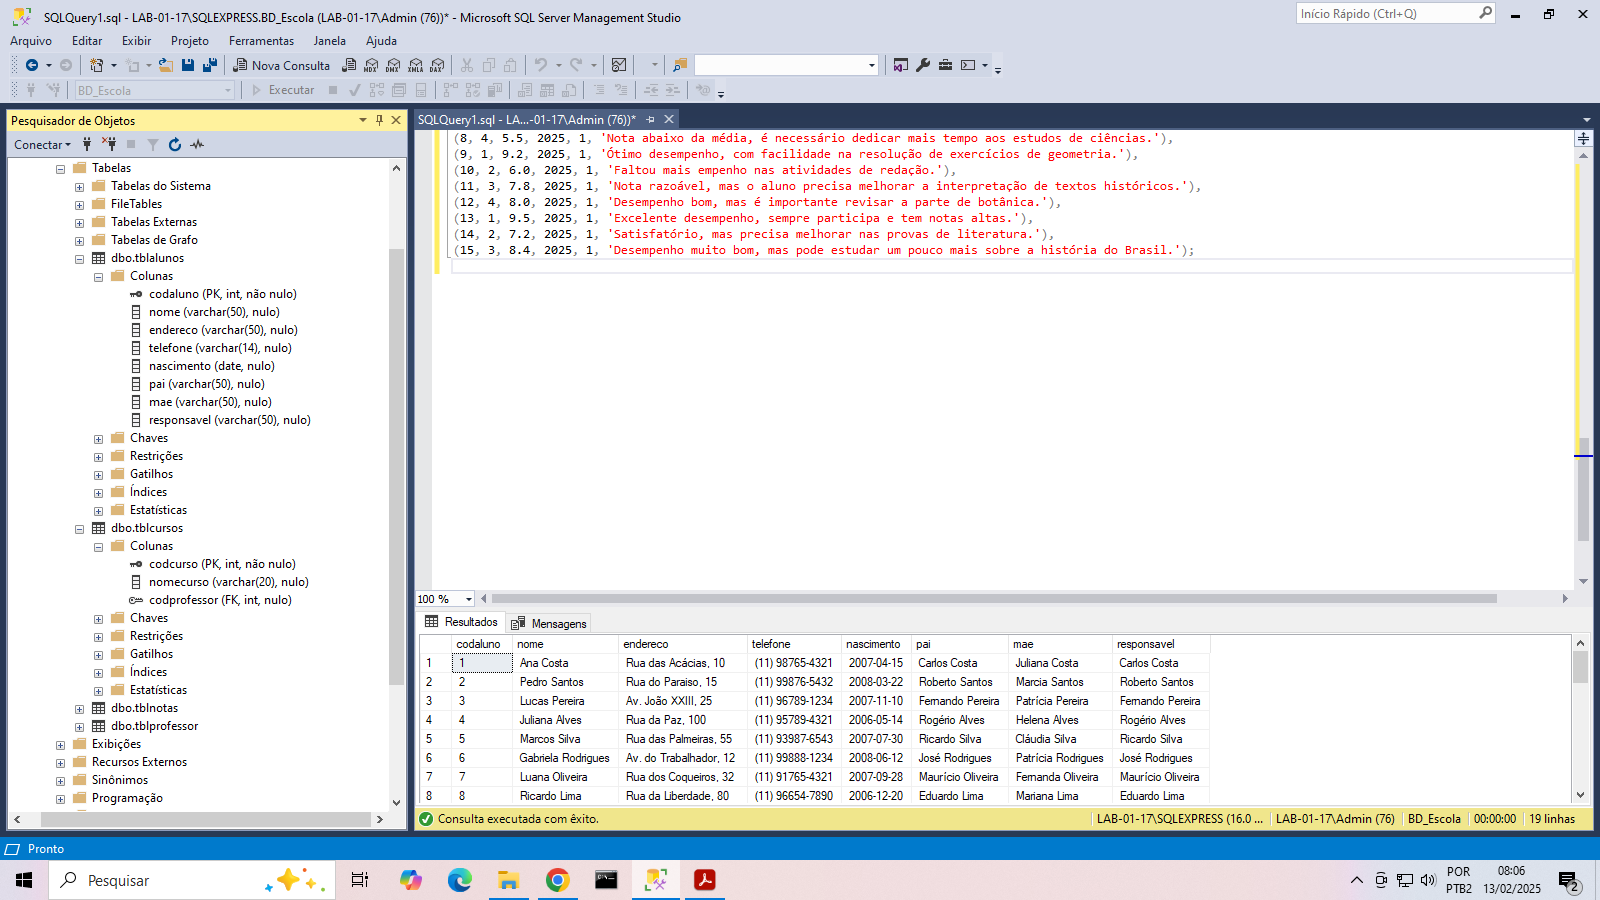 SQLQuery1.sql - LAB-01-17\SQLEXPRESS.BD_Escola (LAB-01-17\Admin (76))* - Microsoft SQL Server Management Studio
Início Rápido (Ctrl+Q)
Arquivo Editar Exibir Projeto Ferramentas Janela Ajuda
Nova Consulta MDX DMX XMLA DAX
BD_Escola Executar
Pesquisador de Objetos
Conectar
Tabelas
Tabelas do Sistema
FileTables
Tabelas Externas
Tabelas de Grafo
dbo.tblalunos
Colunas
codaluno (PK, int, não nulo)
nome (varchar(50), nulo)
endereco (varchar(50), nulo)
telefone (varchar(14), nulo)
nascimento (date, nulo)
pai (varchar(50), nulo)
mae (varchar(50), nulo)
responsavel (varchar(50), nulo)
Chaves
Restrições
Gatilhos
Índices
Estatísticas
dbo.tblcursos
Colunas
codcurso (PK, int, não nulo)
nomecurso (varchar(20), nulo)
codprofessor (FK, int, nulo)
Chaves
Restrições
Gatilhos
Índices
Estatísticas
dbo.tblnotas
dbo.tblprofessor
Exibições
Recursos Externos
Sinônimos
Programação
SQLQuery1.sql - LA...-01-17\Admin (76))*
(8, 4, 5.5, 2025, 1, 'Nota abaixo da média, é necessário dedicar mais tempo aos estudos de ciências.'),
(9, 1, 9.2, 2025, 1, 'Ótimo desempenho, com facilidade na resolução de exercícios de geometria.'),
(10, 2, 6.0, 2025, 1, 'Faltou mais empenho nas atividades de redação.'),
(11, 3, 7.8, 2025, 1, 'Nota razoável, mas o aluno precisa melhorar a interpretação de textos históricos.'),
(12, 4, 8.0, 2025, 1, 'Desempenho bom, mas é importante revisar a parte de botânica.'),
(13, 1, 9.5, 2025, 1, 'Excelente desempenho, sempre participa e tem notas altas.'),
(14, 2, 7.2, 2025, 1, 'Satisfatório, mas precisa melhorar nas provas de literatura.'),
(15, 3, 8.4, 2025, 1, 'Desempenho muito bom, mas pode estudar um pouco mais sobre a história do Brasil.');
100 %
Resultados Mensagens
codaluno nome endereco telefone nascimento pai mae responsavel
1 1 Ana Costa Rua das Acácias, 10 (11) 98765-4321 2007-04-15 Carlos Costa Juliana Costa Carlos Costa
2 2 Pedro Santos Rua do Paraiso, 15 (11) 99876-5432 2008-03-22 Roberto Santos Marcia Santos Roberto Santos
3 3 Lucas Pereira Av. João XXIII, 25 (11) 96789-1234 2007-11-10 Fernando Pereira Patrícia Pereira Fernando Pereira
4 4 Juliana Alves Rua da Paz, 100 (11) 95789-4321 2006-05-14 Rogério Alves Helena Alves Rogério Alves
5 5 Marcos Silva Rua das Palmeiras, 55 (11) 93987-6543 2007-07-30 Ricardo Silva Cláudia Silva Ricardo Silva
6 6 Gabriela Rodrigues Av. do Trabalhador, 12 (11) 99888-1234 2008-06-12 José Rodrigues Patrícia Rodrigues José Rodrigues
7 7 Luana Oliveira Rua dos Coqueiros, 32 (11) 91765-4321 2007-09-28 Maurício Oliveira Fernanda Oliveira Maurício Oliveira
8 8 Ricardo Lima Rua da Liberdade, 80 (11) 96654-7890 2006-12-20 Eduardo Lima Mariana Lima Eduardo Lima
Consulta executada com êxito. LAB-01-17\SQLEXPRESS (16.0 ... LAB-01-17\Admin (76) BD_Escola 00:00:00 19 linhas
Pronto
Pesquisar
POR
PTB2
08:06
13/02/2025
2